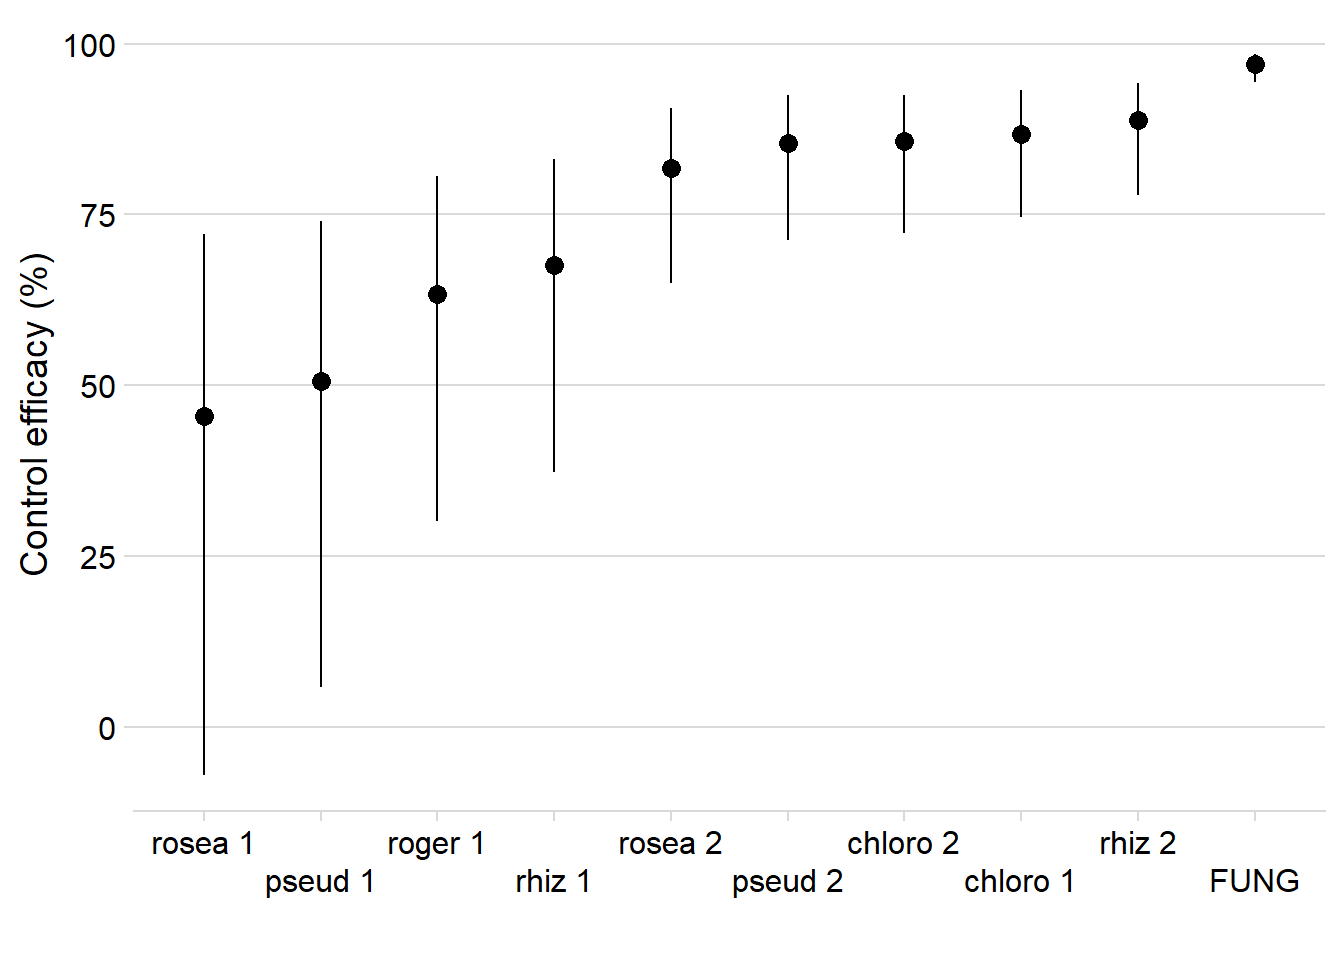 Control efficacy (%)
100
75
50
25
0
rosea 1
pseud 1
roger 1
rhiz 1
rosea 2
pseud 2
chloro 2
chloro 1
rhiz 2
FUNG